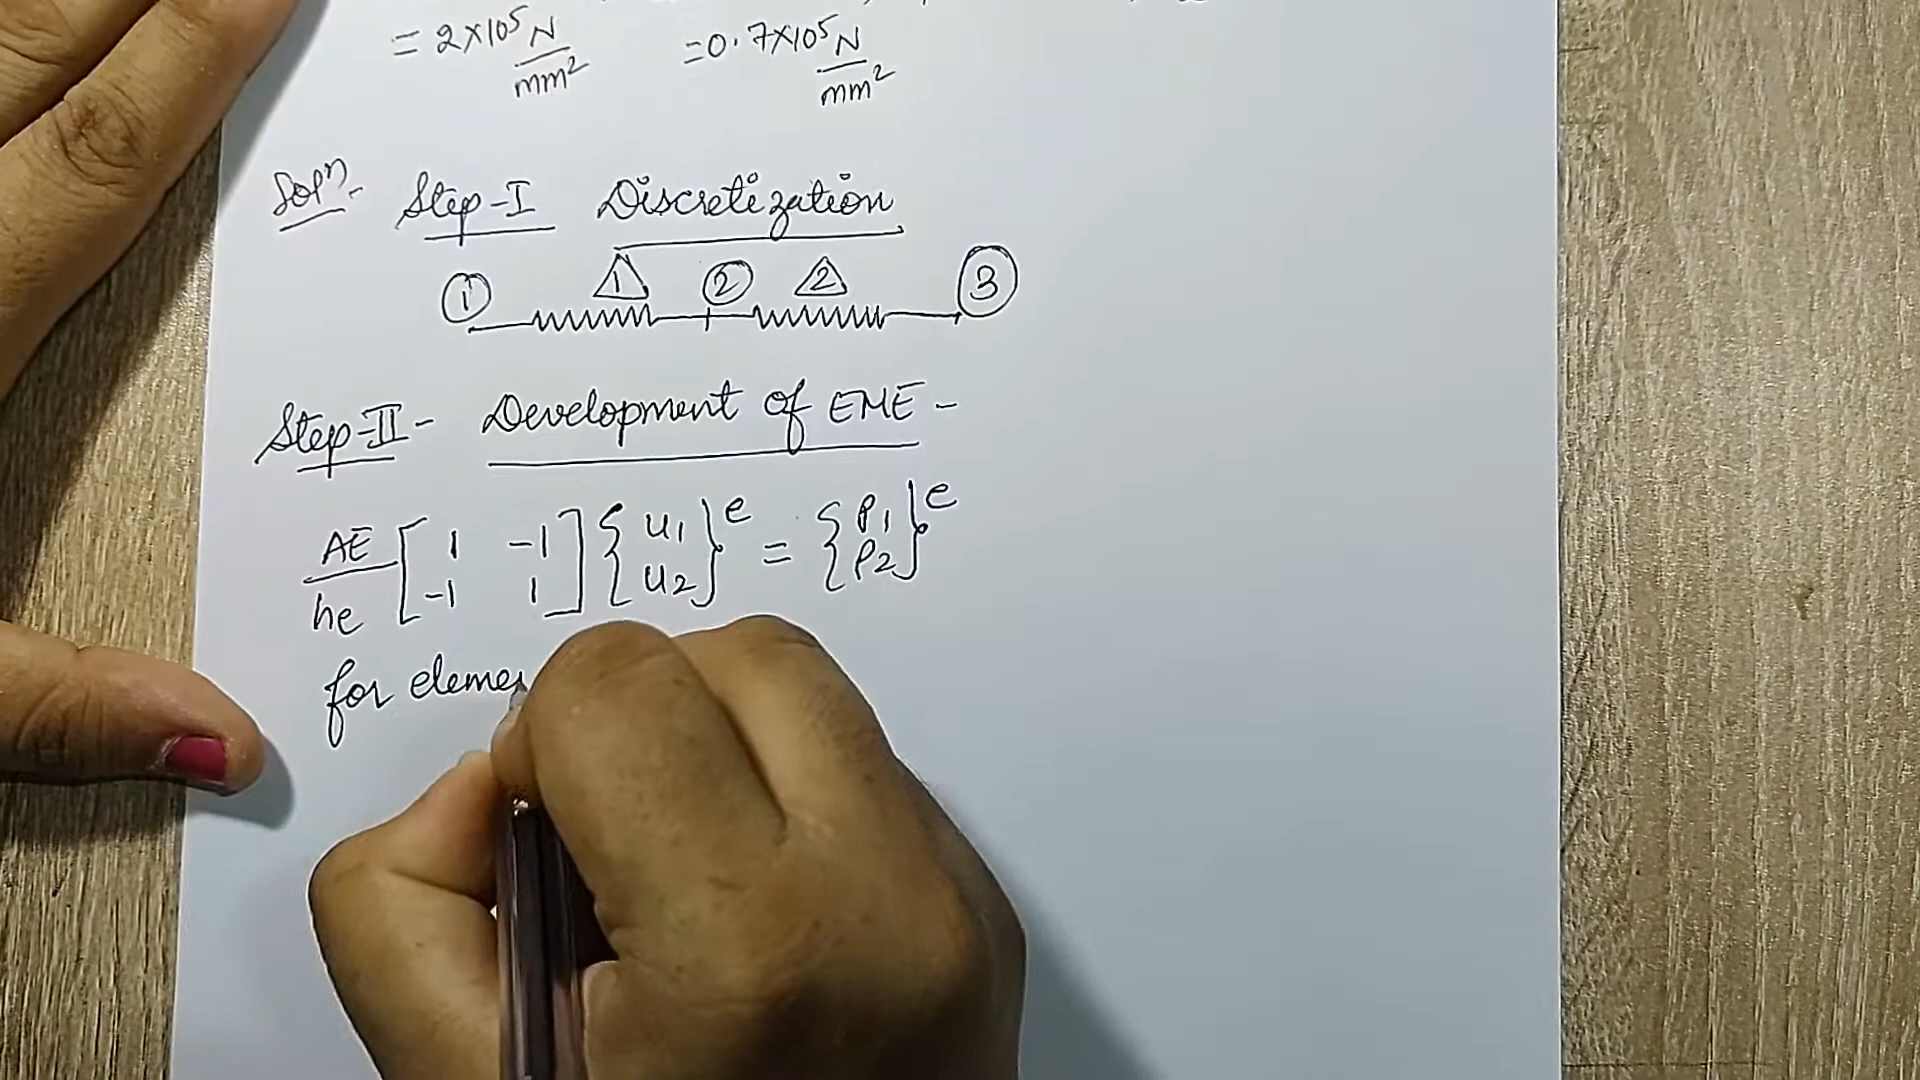 = 2×10⁵ N/mm² =0.7×10⁵ N/mm²
Solⁿ- Step-I Discretization
1 1 2 2 3
Step-II- Development of EME -
AE/he [1 -1 -1 1] {u1 u2}ᵉ = {P1 P2}ᵉ
for elemen